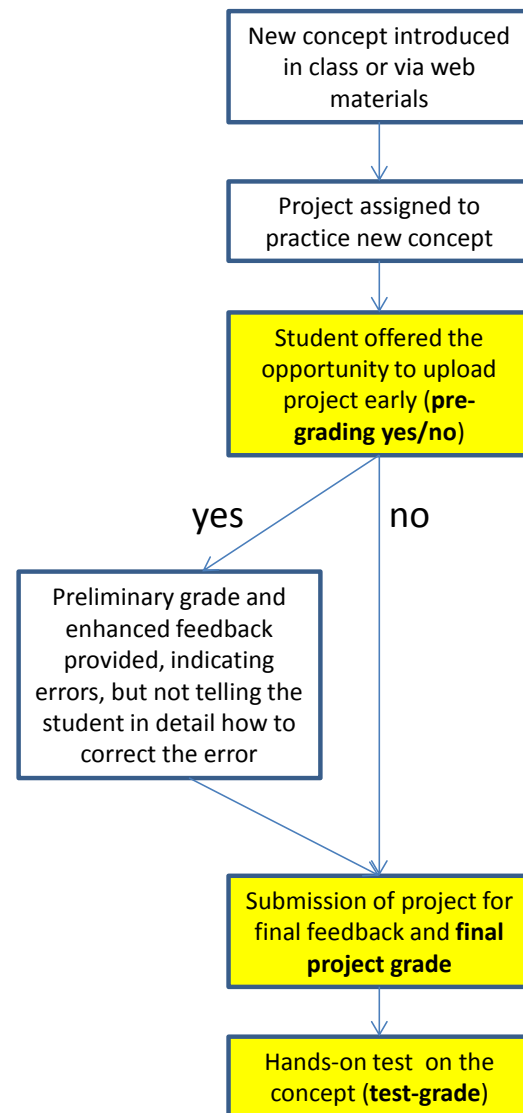 New concept introduced
in class or via web
materials
Project assigned to
practice new concept
Student offered the
opportunity to upload
project early (pre-
grading yes/no)
yes
no
Preliminary grade and
enhanced feedback
provided, indicating
errors, but not telling the
student in detail how to
correct the error
Submission of project for
final feedback and final
project grade
Hands-on test on the
concept (test-grade)